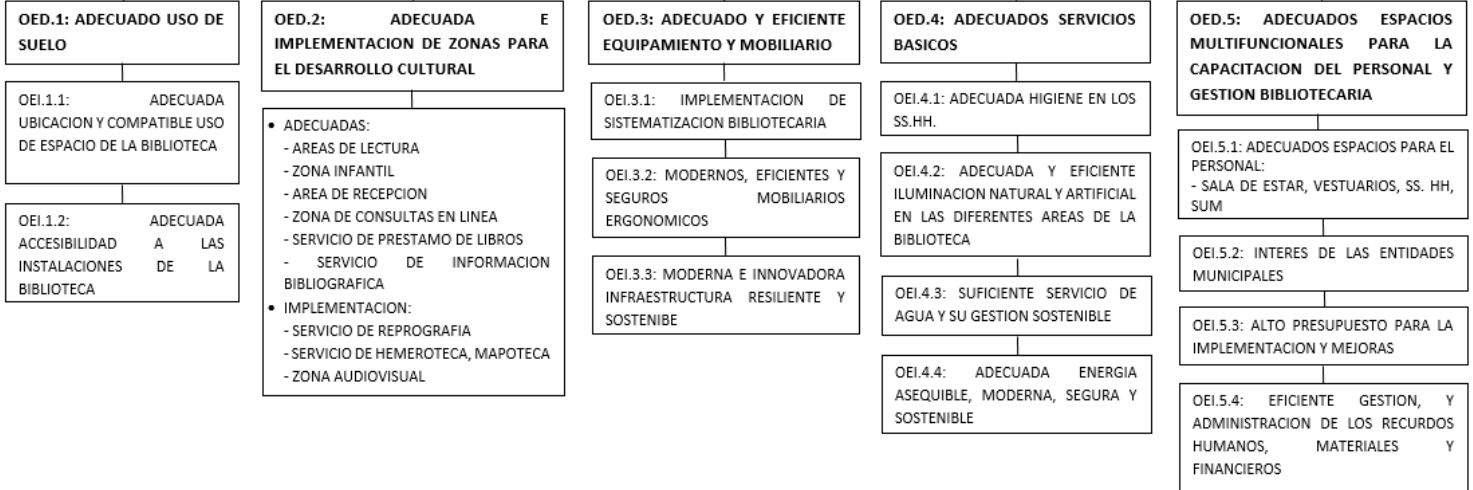 OED.1: ADECUADO USO DE
SUELO
OEI.1.1: ADECUADA
UBICACION Y COMPATIBLE USO
DE ESPACIO DE LA BIBLIOTECA
OEI.1.2: ADECUADA
ACCESIBILIDAD A LAS
INSTALACIONES DE LA
BIBLIOTECA
OED.2: ADECUADA E
IMPLEMENTACION DE ZONAS PARA
EL DESARROLLO CULTURAL
• ADECUADAS:
- AREAS DE LECTURA
- ZONA INFANTIL
- AREA DE RECEPCION
- ZONA DE CONSULTAS EN LINEA
- SERVICIO DE PRESTAMO DE LIBROS
- SERVICIO DE INFORMACION
BIBLIOGRAFICA
• IMPLEMENTACION:
- SERVICIO DE REPROGRAFIA
- SERVICIO DE HEMEROTECA, MAPOTECA
- ZONA AUDIOVISUAL
OED.3: ADECUADO Y EFICIENTE
EQUIPAMIENTO Y MOBILIARIO
OEI.3.1: IMPLEMENTACION DE
SISTEMATIZACION BIBLIOTECARIA
OEI.3.2: MODERNOS, EFICIENTES Y
SEGUROS MOBILIARIOS
ERGONOMICOS
OEI.3.3: MODERNA E INNOVADORA
INFRAESTRUCTURA RESILIENTE Y
SOSTENIBE
OED.4: ADECUADOS SERVICIOS
BASICOS
OEI.4.1: ADECUADA HIGIENE EN LOS
SS.HH.
OEI.4.2: ADECUADA Y EFICIENTE
ILUMINACION NATURAL Y ARTIFICIAL
EN LAS DIFERENTES AREAS DE LA
BIBLIOTECA
OEI.4.3: SUFICIENTE SERVICIO DE
AGUA Y SU GESTION SOSTENIBLE
OEI.4.4: ADECUADA ENERGIA
ASEQUIBLE, MODERNA, SEGURA Y
SOSTENIBLE
OED.5: ADECUADOS ESPACIOS
MULTIFUNCIONALES PARA LA
CAPACITACION DEL PERSONAL Y
GESTION BIBLIOTECARIA
OEI.5.1: ADECUADOS ESPACIOS PARA EL
PERSONAL:
- SALA DE ESTAR, VESTUARIOS, SS. HH,
SUM
OEI.5.2: INTERES DE LAS ENTIDADES
MUNICIPALES
OEI.5.3: ALTO PRESUPUESTO PARA LA
IMPLEMENTACION Y MEJORAS
OEI.5.4: EFICIENTE GESTION, Y
ADMINISTRACION DE LOS RECURDOS
HUMANOS, MATERIALES Y
FINANCIEROS